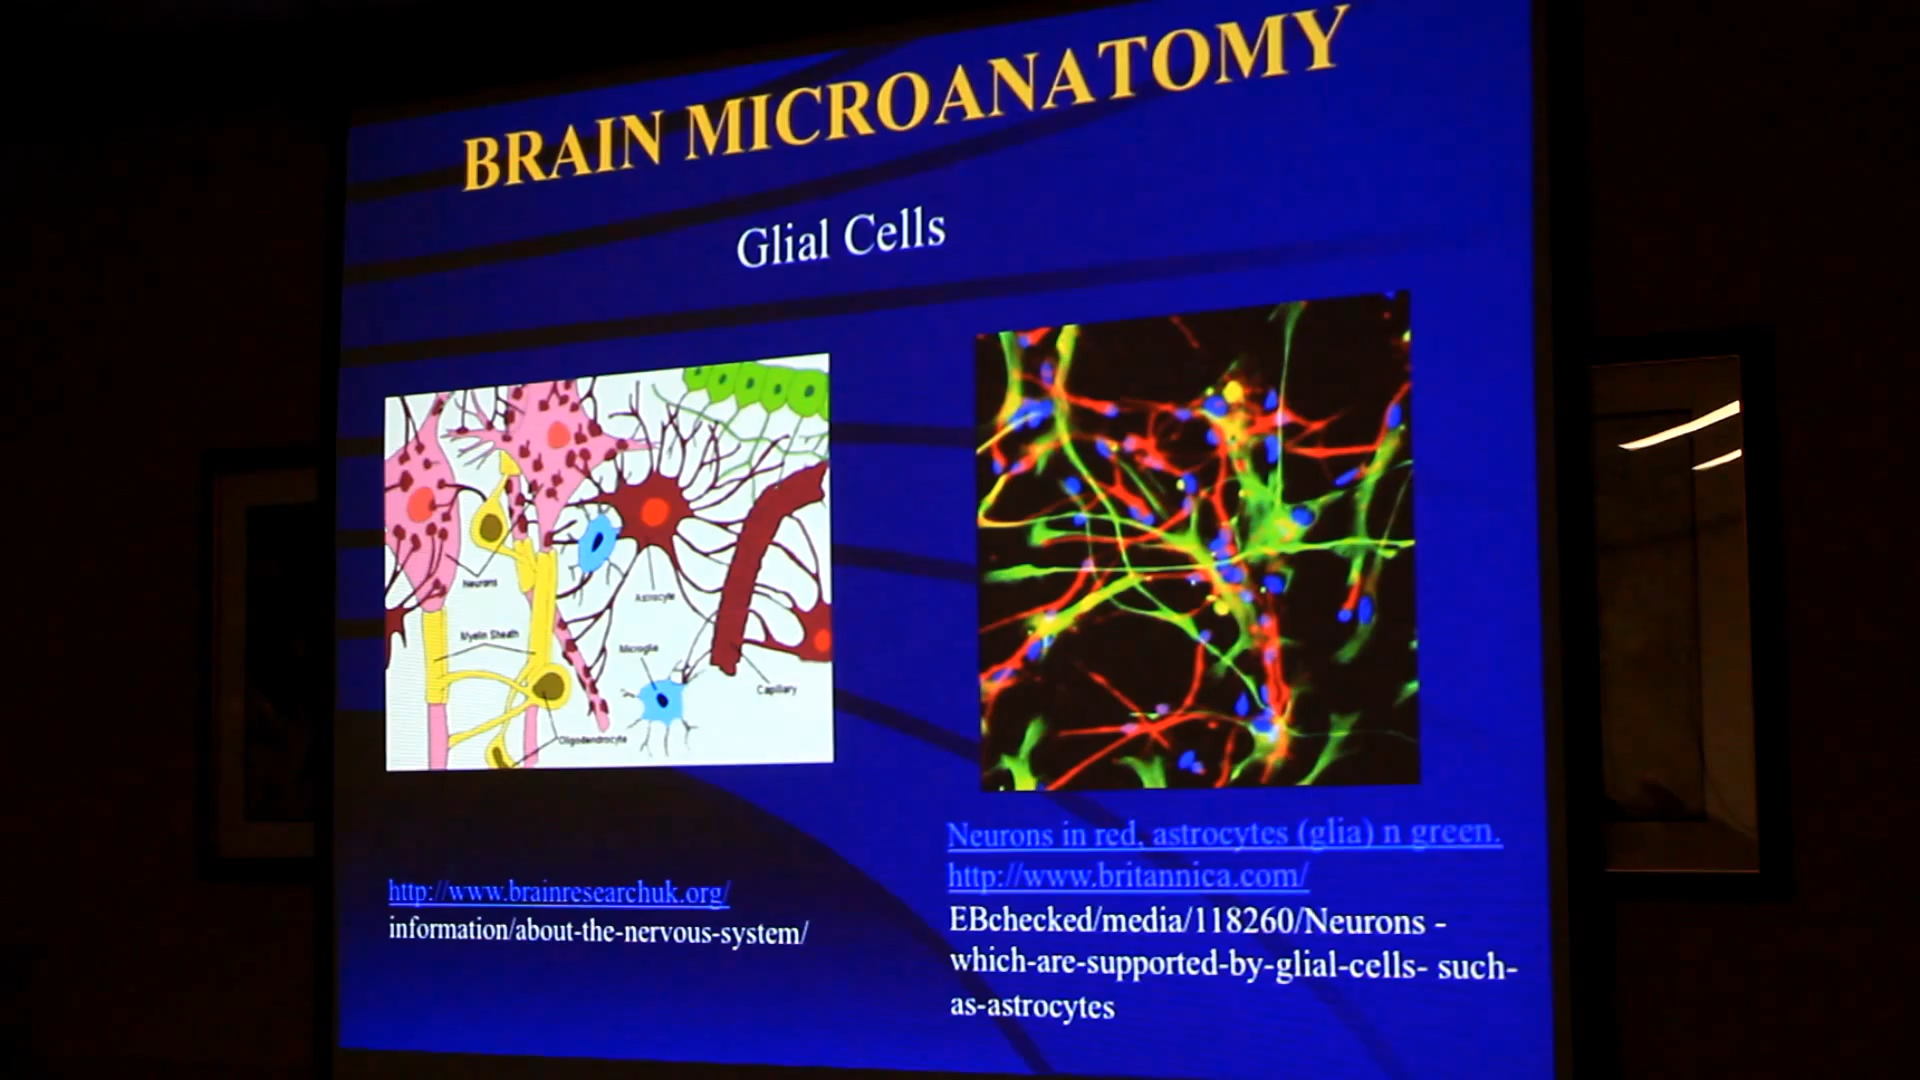 BRAIN MICROANATOMY
Glial Cells
Neurons
Astrocyte
Myelin Sheath
Microglia
Capillary
Oligodendrocyte
http://www.brainresearchuk.org/
information/about-the-nervous-system/
Neurons in red, astrocytes (glia) n green.
http://www.britannica.com/
EBchecked/media/118260/Neurons -
which-are-supported-by-glial-cells- such-
as-astrocytes